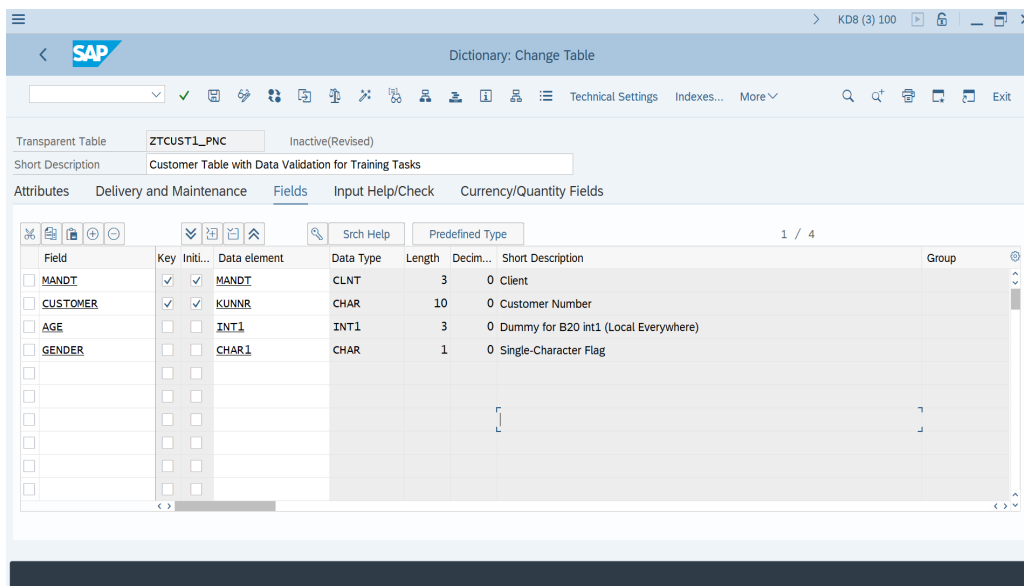 KD8 (3) 100
SAP
Dictionary: Change Table
Technical Settings Indexes... More Exit
Transparent Table ZTCUST1_PNC Inactive(Revised)
Short Description Customer Table with Data Validation for Training Tasks
Attributes Delivery and Maintenance Fields Input Help/Check Currency/Quantity Fields
Srch Help Predefined Type 1 / 4
Field Key Initi... Data element Data Type Length Decim... Short Description Group
MANDT MANDT CLNT 3 0 Client
CUSTOMER KUNNR CHAR 10 0 Customer Number
AGE INT1 INT1 3 0 Dummy for B20 int1 (Local Everywhere)
GENDER CHAR1 CHAR 1 0 Single-Character Flag